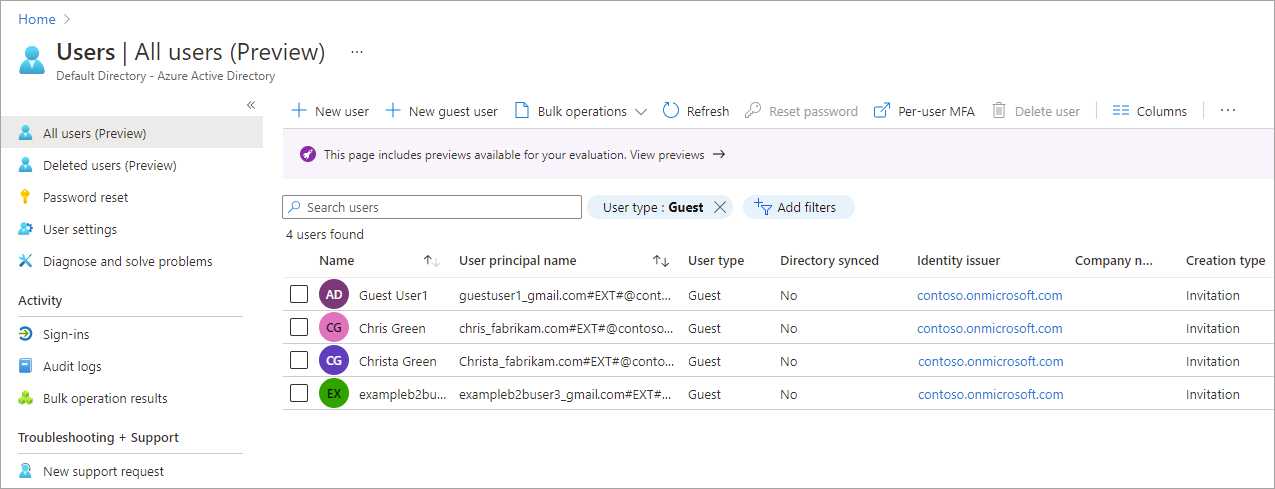 Home
Users | All users (Preview) ...
Default Directory - Azure Active Directory
«
All users (Preview)
Deleted users (Preview)
Password reset
User settings
Diagnose and solve problems
Activity
Sign-ins
Audit logs
Bulk operation results
Troubleshooting + Support
New support request
New user New guest user Bulk operations Refresh Reset password Per-user MFA Delete user Columns ...
This page includes previews available for your evaluation. View previews →
Search users User type : Guest Add filters
4 users found
Name User principal name User type Directory synced Identity issuer Company n... Creation type
AD Guest User1 guestuser1_gmail.com#EXT#@cont... Guest No contoso.onmicrosoft.com Invitation
CG Chris Green chris_fabrikam.com#EXT#@contoso... Guest No contoso.onmicrosoft.com Invitation
CG Christa Green Christa_fabrikam.com#EXT#@conto... Guest No contoso.onmicrosoft.com Invitation
EX exampleb2bu... exampleb2buser3_gmail.com#EXT#... Guest No contoso.onmicrosoft.com Invitation